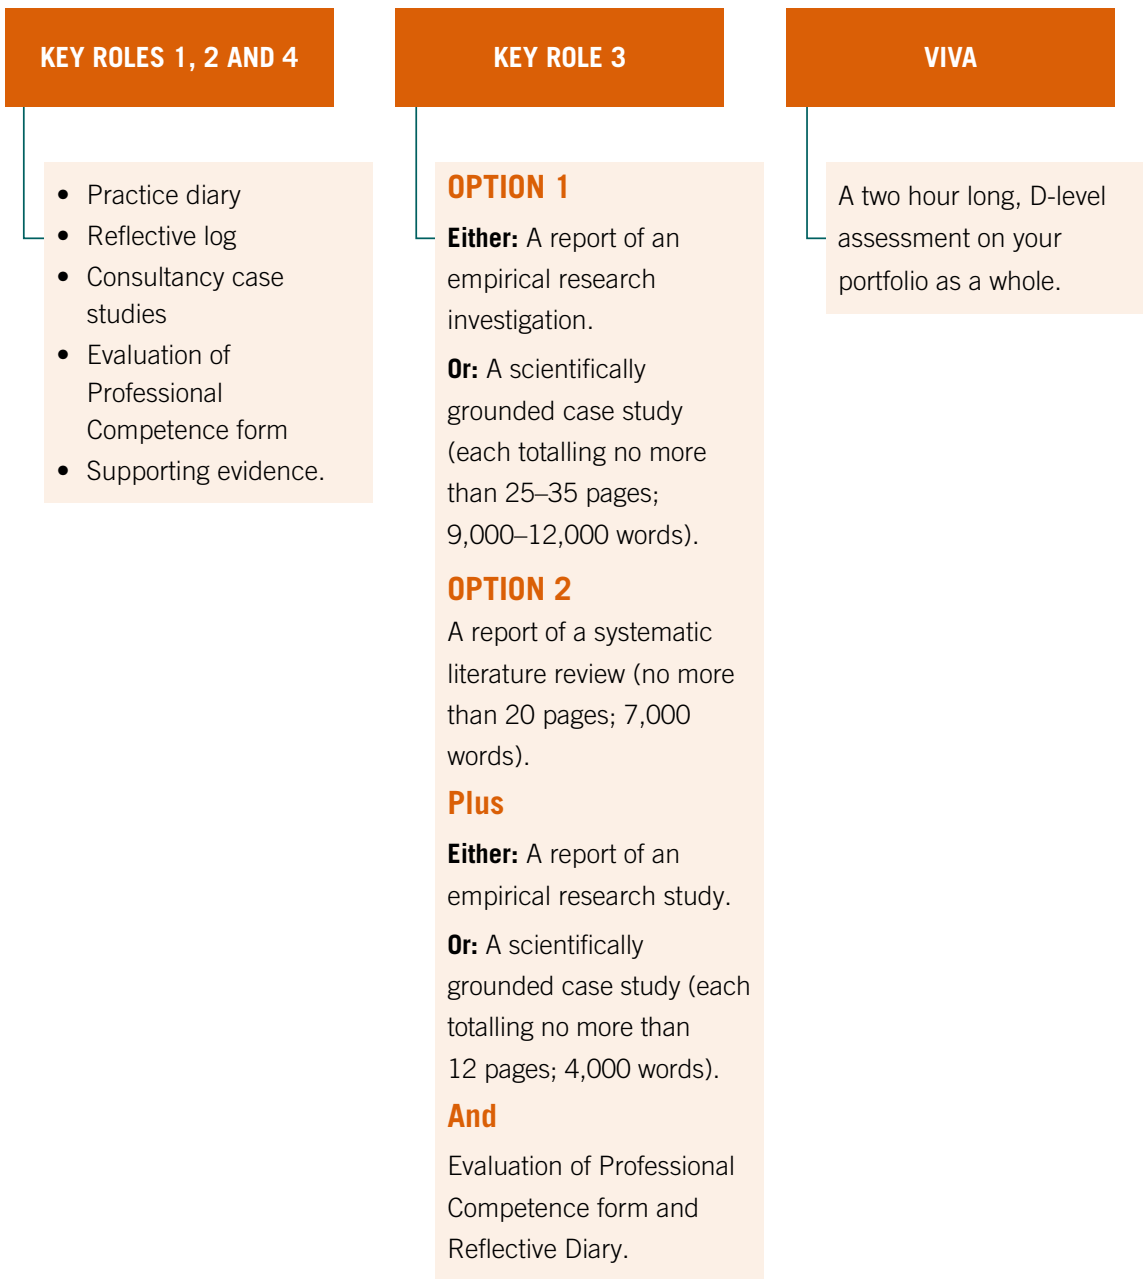 KEY ROLES 1, 2 AND 4
• Practice diary
• Reflective log
• Consultancy case
studies
• Evaluation of
Professional
Competence form
• Supporting evidence.
KEY ROLE 3
OPTION 1
Either: A report of an
empirical research
investigation.
Or: A scientifically
grounded case study
(each totalling no more
than 25–35 pages;
9,000–12,000 words).
OPTION 2
A report of a systematic
literature review (no more
than 20 pages; 7,000
words).
Plus
Either: A report of an
empirical research study.
Or: A scientifically
grounded case study (each
totalling no more than
12 pages; 4,000 words).
And
Evaluation of Professional
Competence form and
Reflective Diary.
VIVA
A two hour long, D-level
assessment on your
portfolio as a whole.